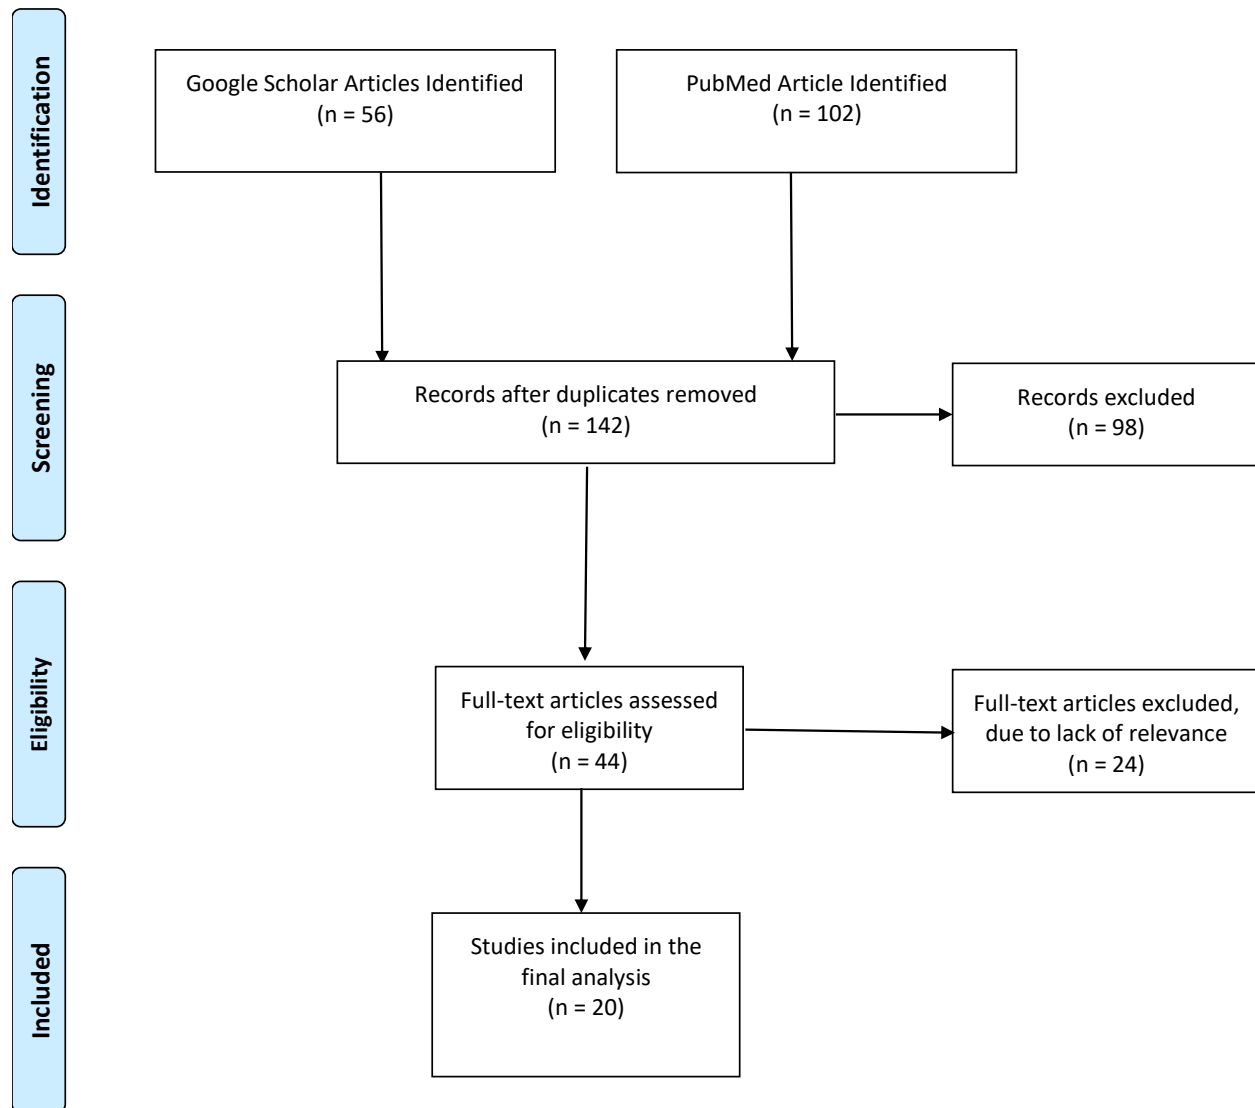 Identification
Google Scholar Articles Identified
(n = 56)
PubMed Article Identified
(n = 102)
Screening
Records after duplicates removed
(n = 142)
Records excluded
(n = 98)
Eligibility
Full-text articles assessed
for eligibility
(n = 44)
Full-text articles excluded,
due to lack of relevance
(n = 24)
Included
Studies included in the
final analysis
(n = 20)